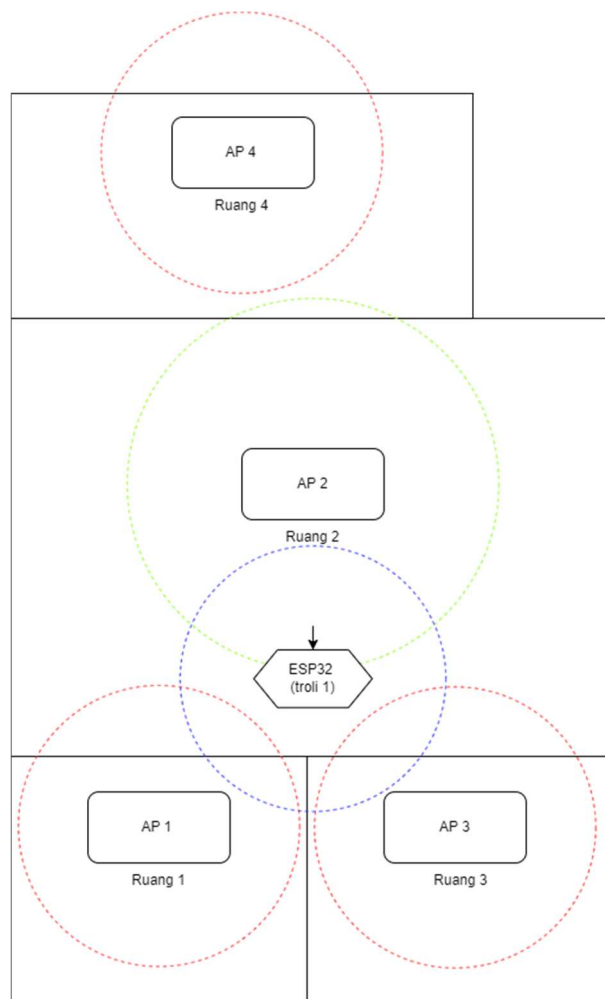 AP 4
Ruang 4
AP 2
Ruang 2
ESP32
(troli 1)
AP 1
AP 3
Ruang 1
Ruang 3